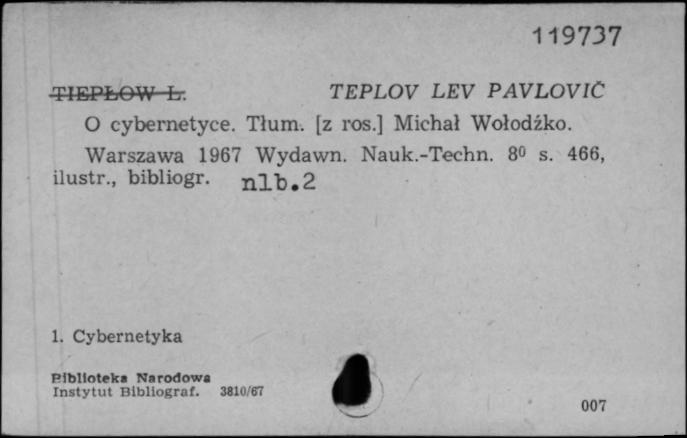 119737
TIEPŁOW L. TEPLOV LEV PAVLOVIČ
O cybernetyce. Tłum. [z ros.] Michał Wołodźko.
Warszawa 1967 Wydawn. Nauk.-Techn. 8⁰ s. 466,
ilustr., bibliogr. nlb.2
1. Cybernetyka
Biblioteka Narodowa
Instytut Bibliograf. 3810/67
007